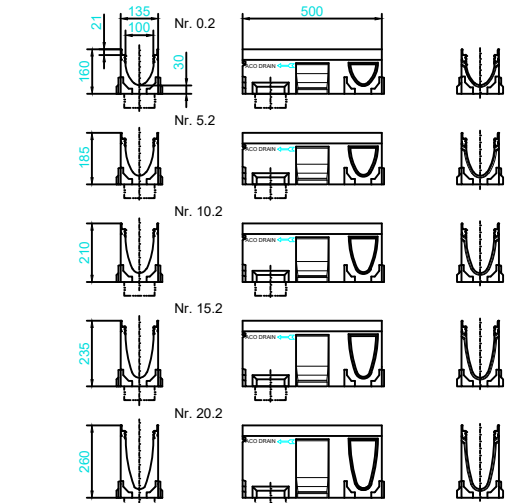 135
100
21
160
30
Nr. 0.2
500
ACO DRAIN
Nr. 5.2
185
ACO DRAIN
Nr. 10.2
210
ACO DRAIN
Nr. 15.2
235
ACO DRAIN
Nr. 20.2
260
ACO DRAIN